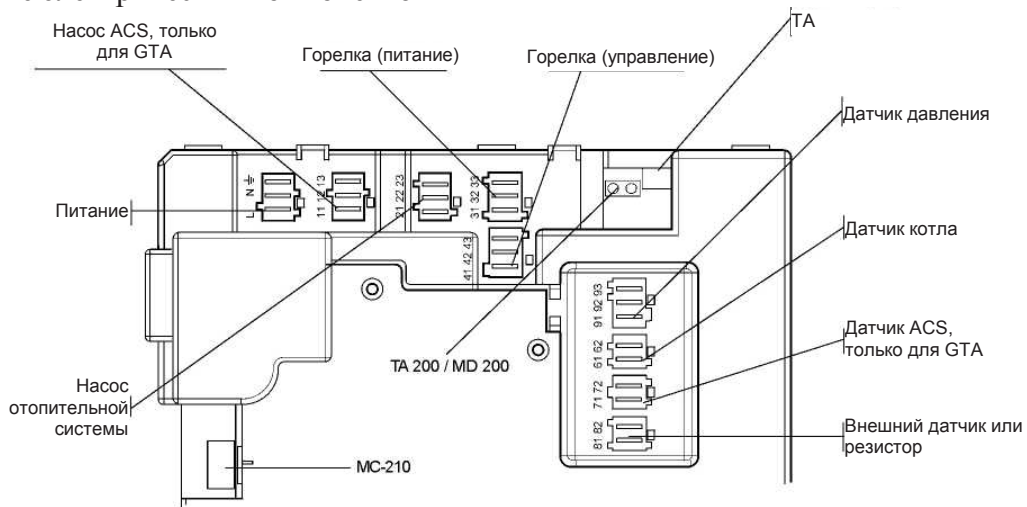 Насос ACS, только
для GTA
Горелка (питание)
Горелка (управление)
TA
Датчик давления
L N
11 12 13
21 22 23
31 32 33
Питание
41 42 43
Датчик котла
91 92 93
61 62
TA 200 / MD 200
Датчик ACS,
только для GTA
71 72
Насос
отопительной
системы
81 82
Внешний датчик или
резистор
MC-210